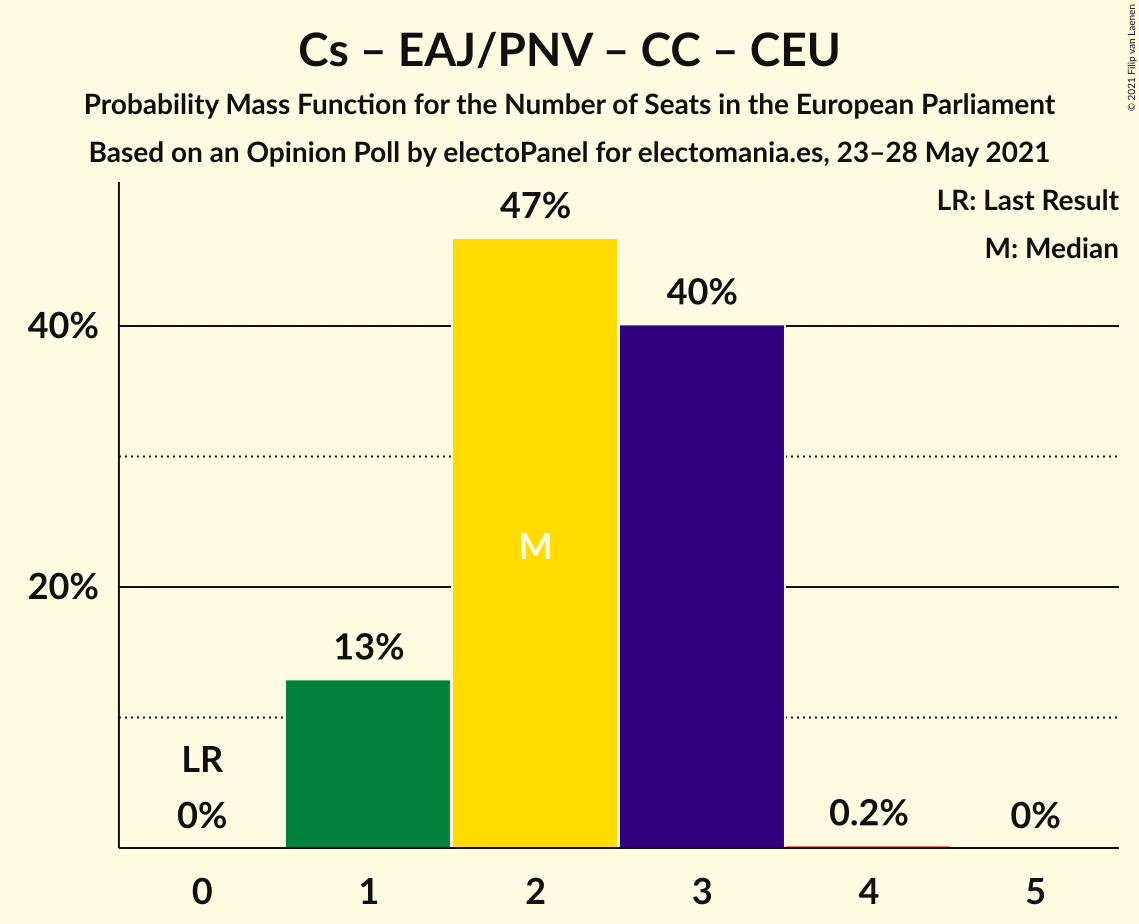 Cs – EAJ/PNV – CC – CEU
Probability Mass Function for the Number of Seats in the European Parliament
Based on an Opinion Poll by electoPanel for electomania.es, 23–28 May 2021
© 2021 Filip van Laenen
LR: Last Result
M: Median
47%
40%
40%
M
20%
13%
LR
0%
0.2%
0%
0 1 2 3 4 5